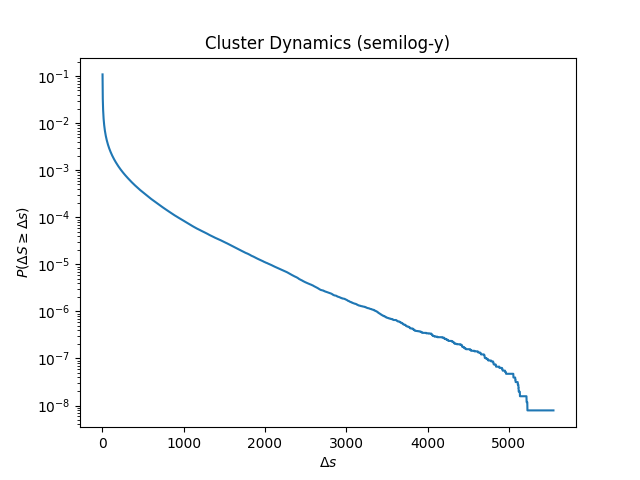 Cluster Dynamics (semilog-y)
10⁻¹
10⁻²
10⁻³
10⁻⁴
10⁻⁵
10⁻⁶
10⁻⁷
10⁻⁸
P(ΔS ≥ Δs)
0 1000 2000 3000 4000 5000
Δs